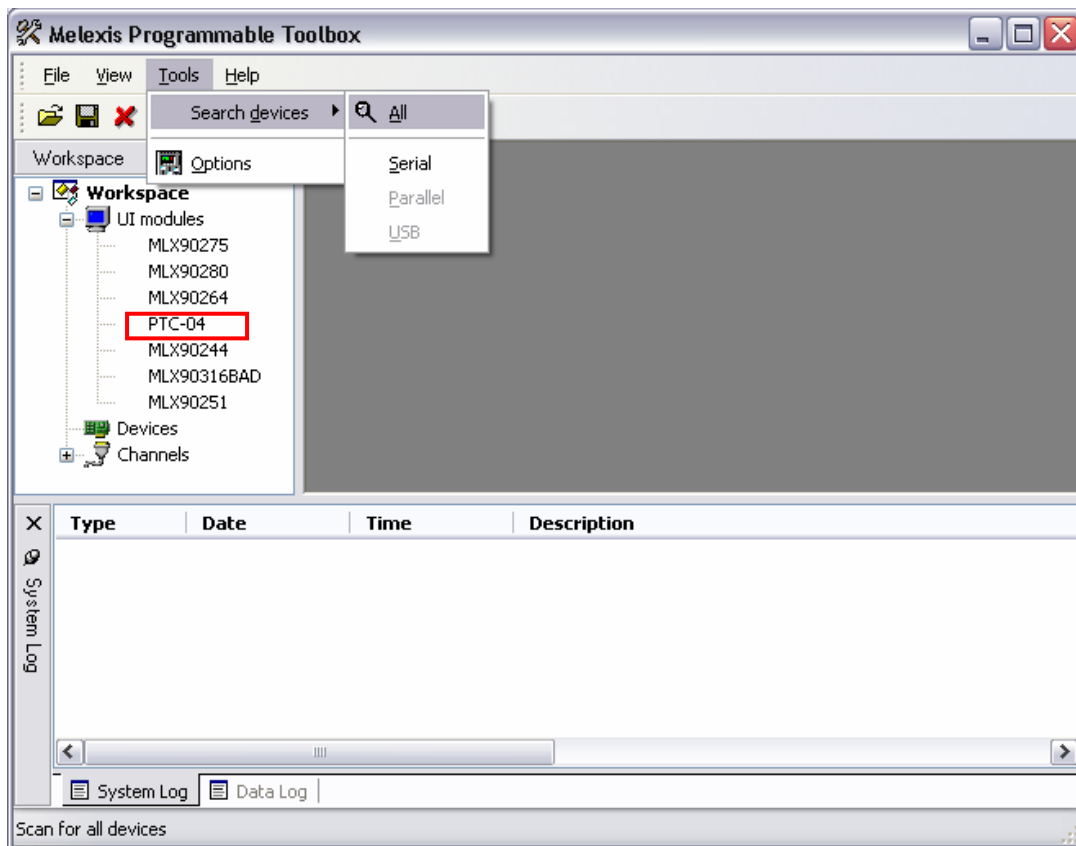 Melexis Programmable Toolbox
File View Tools Help
Search devices All
Workspace Options Serial
Workspace Parallel
UI modules USB
MLX90275
MLX90280
MLX90264
PTC-04
MLX90244
MLX90316BAD
MLX90251
Devices
Channels
Type Date Time Description
System Log
System Log Data Log
Scan for all devices